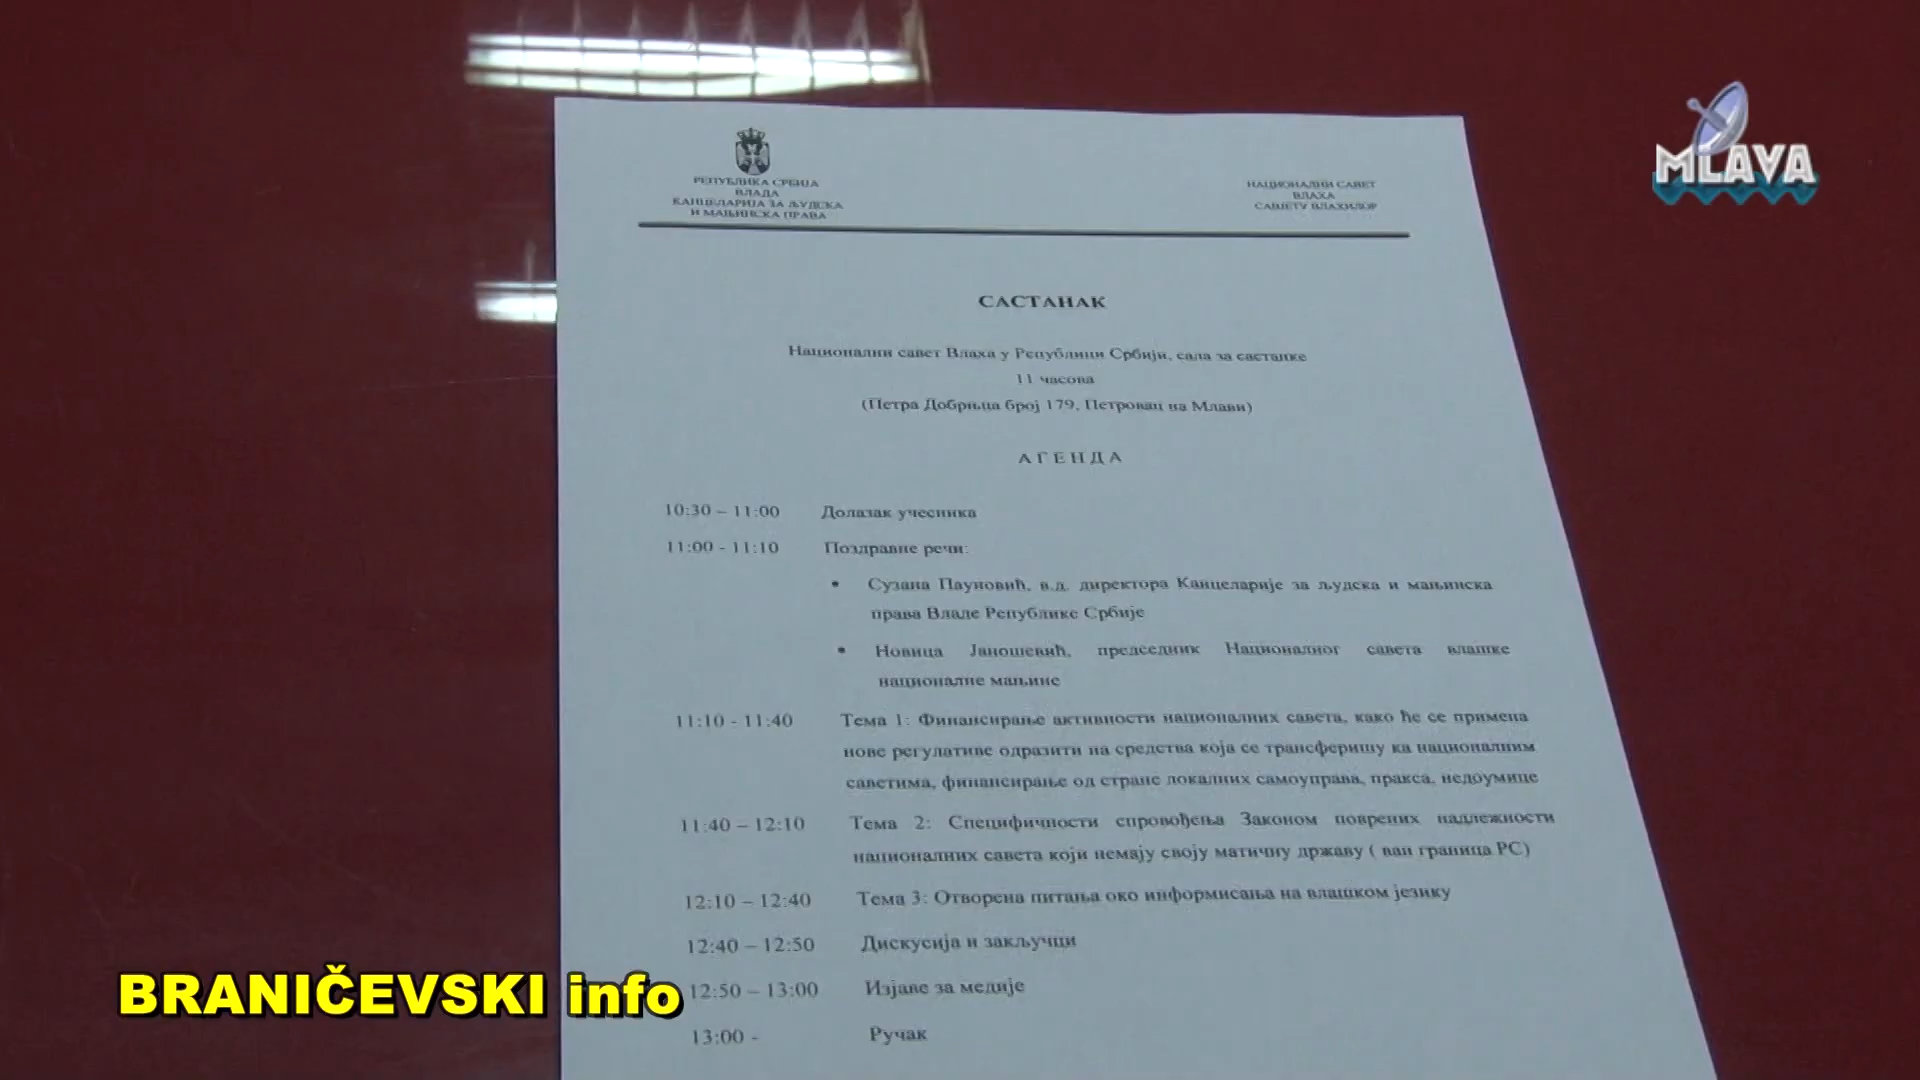 MLAVA
РЕПУБЛИКА СРБИЈА
ВЛАДА
КАНЦЕЛАРИЈА ЗА ЉУДСКА
И МАЊИНСКА ПРАВА
НАЦИОНАЛНИ САВЕТ
ВЛАХА
САВЈЕТУ ВЛАХИЛОР
САСТАНАК
Национални савет Влаха у Републици Србији, сала за састанке
11 часова
(Петра Добрњца број 179, Петровац на Млави)
АГЕНДА
10:30 – 11:00 Долазак учесника
11:00 - 11:10 Поздравне речи:
• Сузана Пауновић, в.д. директора Канцеларије за људска и мањинска
права Владе Републике Србије
• Новица Јаношевић, председник Националног савета влашке
националне мањине
11:10 - 11:40 Тема 1: Финансирање активности националних савета, како ће се примена
нове регулативе одразити на средства која се трансферишу ка националним
саветима, финансирање од стране локалних самоуправа, пракса, недоумице
11:40 – 12:10 Тема 2: Специфичности спровођења Законом поврених надлежности
националних савета који немају своју матичну државу ( ван граница РС)
12:10 – 12:40 Тема 3: Отворена питања око информисања на влашком језику
12:40 – 12:50 Дискусија и закључци
12:50 – 13:00 Изјаве за медије
13:00 - Ручак
BRANIČEVSKI info